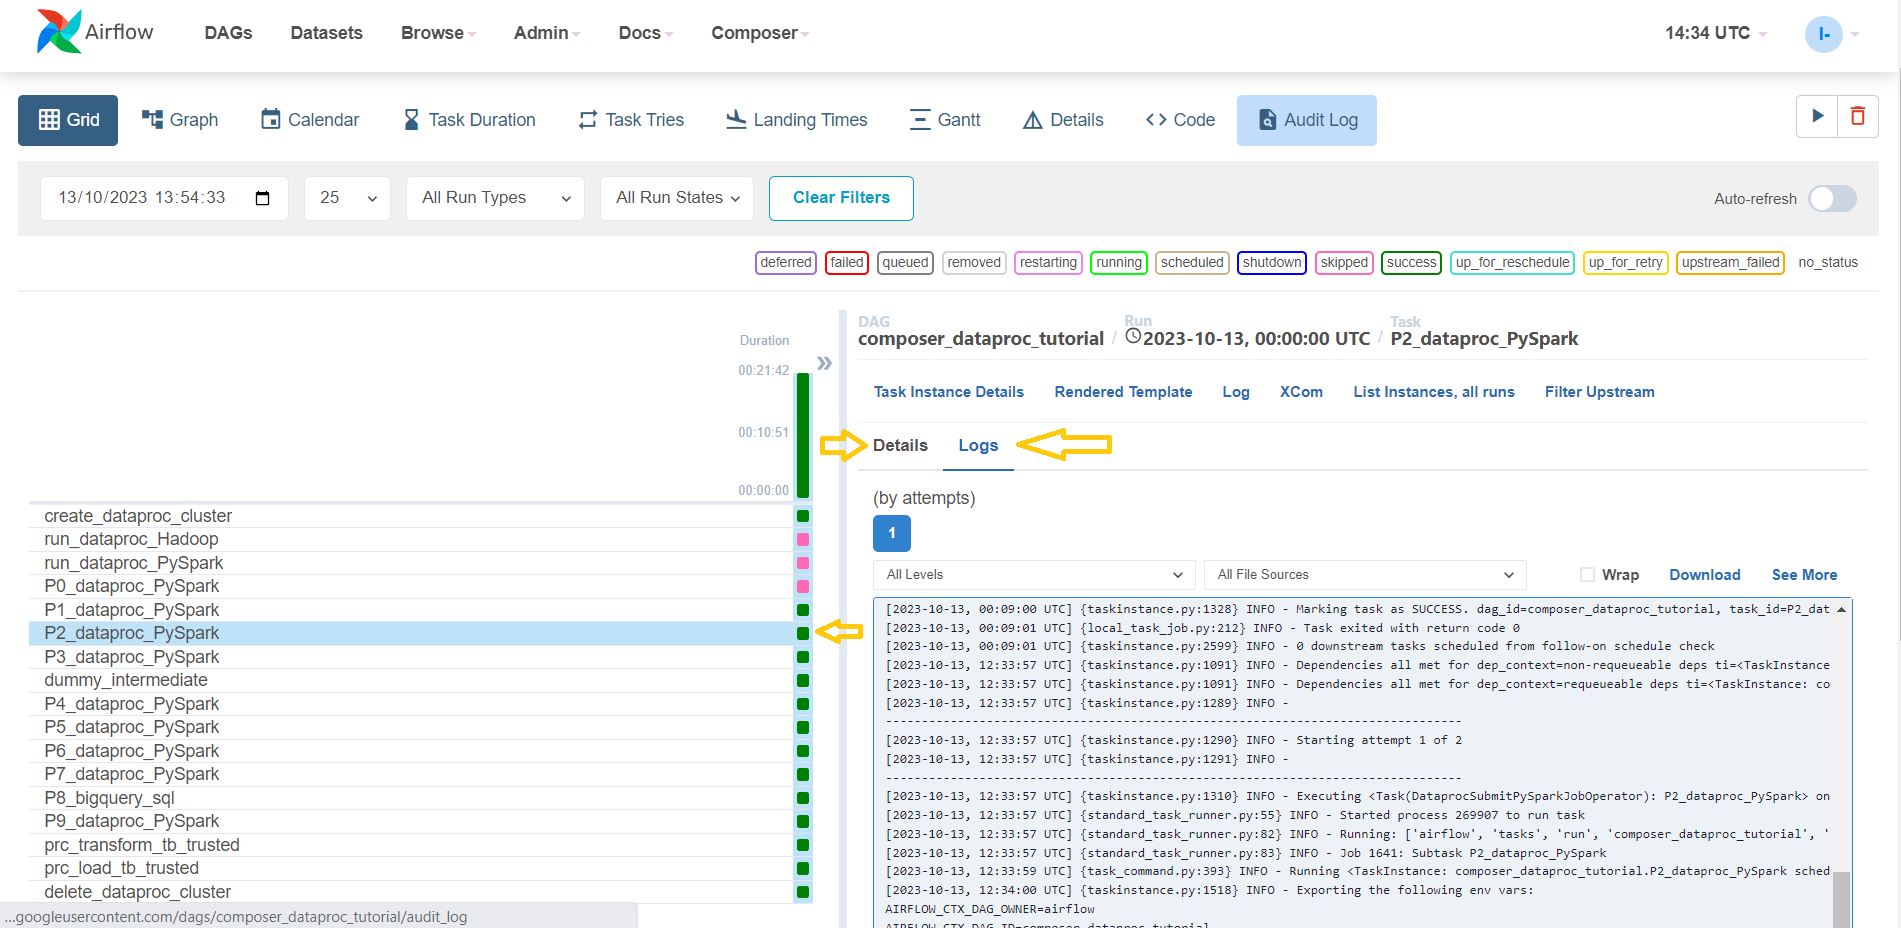 Airflow DAGs Datasets Browse Admin Docs Composer 14:34 UTC I-
Grid Graph Calendar Task Duration Task Tries Landing Times Gantt Details <> Code Audit Log
13/10/2023 13:54:33 25 All Run Types All Run States Clear Filters Auto-refresh
deferred failed queued removed restarting running scheduled shutdown skipped success up_for_reschedule up_for_retry upstream_failed no_status
Duration
00:21:42
00:10:51
00:00:00
create_dataproc_cluster
run_dataproc_Hadoop
run_dataproc_PySpark
P0_dataproc_PySpark
P1_dataproc_PySpark
P2_dataproc_PySpark
P3_dataproc_PySpark
dummy_intermediate
P4_dataproc_PySpark
P5_dataproc_PySpark
P6_dataproc_PySpark
P7_dataproc_PySpark
P8_bigquery_sql
P9_dataproc_PySpark
prc_transform_tb_trusted
prc_load_tb_trusted
delete_dataproc_cluster
...googleusercontent.com/dags/composer_dataproc_tutorial/audit_log
»
DAG Run Task
composer_dataproc_tutorial / 2023-10-13, 00:00:00 UTC / P2_dataproc_PySpark
Task Instance Details Rendered Template Log XCom List Instances, all runs Filter Upstream
Details Logs
(by attempts)
1
All Levels All File Sources Wrap Download See More
[2023-10-13, 00:09:00 UTC] {taskinstance.py:1328} INFO - Marking task as SUCCESS. dag_id=composer_dataproc_tutorial, task_id=P2_dat
[2023-10-13, 00:09:01 UTC] {local_task_job.py:212} INFO - Task exited with return code 0
[2023-10-13, 00:09:01 UTC] {taskinstance.py:2599} INFO - 0 downstream tasks scheduled from follow-on schedule check
[2023-10-13, 12:33:57 UTC] {taskinstance.py:1091} INFO - Dependencies all met for dep_context=non-requeueable deps ti=<TaskInstance
[2023-10-13, 12:33:57 UTC] {taskinstance.py:1091} INFO - Dependencies all met for dep_context=requeueable deps ti=<TaskInstance: co
[2023-10-13, 12:33:57 UTC] {taskinstance.py:1289} INFO -
--------------------------------------------------------------------------------
[2023-10-13, 12:33:57 UTC] {taskinstance.py:1290} INFO - Starting attempt 1 of 2
[2023-10-13, 12:33:57 UTC] {taskinstance.py:1291} INFO -
--------------------------------------------------------------------------------
[2023-10-13, 12:33:57 UTC] {taskinstance.py:1310} INFO - Executing <Task(DataprocSubmitPySparkJobOperator): P2_dataproc_PySpark> on
[2023-10-13, 12:33:57 UTC] {standard_task_runner.py:55} INFO - Started process 269907 to run task
[2023-10-13, 12:33:57 UTC] {standard_task_runner.py:82} INFO - Running: ['airflow', 'tasks', 'run', 'composer_dataproc_tutorial', '
[2023-10-13, 12:33:57 UTC] {standard_task_runner.py:83} INFO - Job 1641: Subtask P2_dataproc_PySpark
[2023-10-13, 12:33:59 UTC] {task_command.py:393} INFO - Running <TaskInstance: composer_dataproc_tutorial.P2_dataproc_PySpark sched
[2023-10-13, 12:34:00 UTC] {taskinstance.py:1518} INFO - Exporting the following env vars:
AIRFLOW_CTX_DAG_OWNER=airflow
AIRFLOW_CTX_DAG_ID=composer_dataproc_tutorial